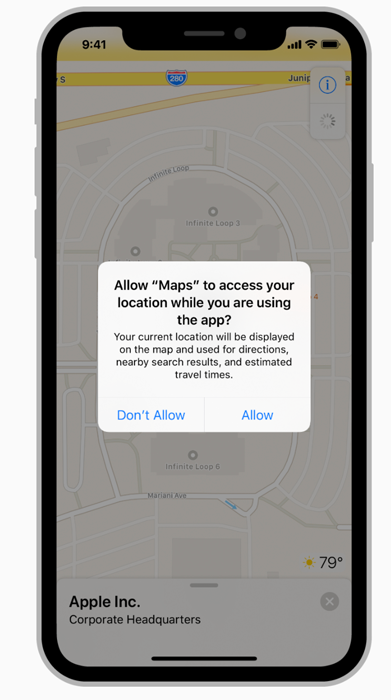 9:41
S
280
Infinite Loop
Infinite Loop 3
4
Allow “Maps” to access your
location while you are using
the app?
Your current location will be displayed
on the map and used for directions,
nearby search results, and estimated
travel times.
Don’t Allow
Allow
Infinite Loop 6
Mariani Ave
79°
Apple Inc.
Corporate Headquarters